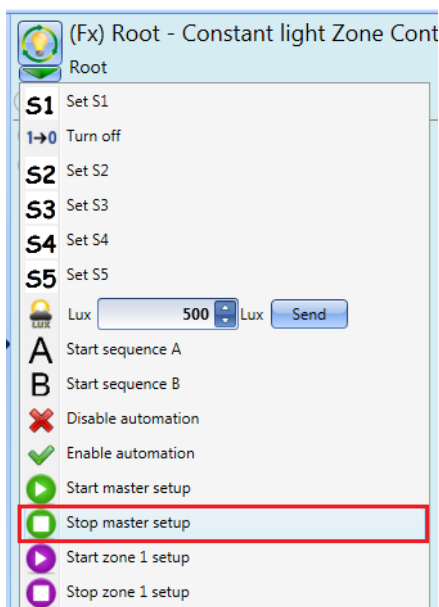 (Fx) Root - Constant light Zone Cont
Root
S1 Set S1
1→0 Turn off
S2 Set S2
S3 Set S3
S4 Set S4
S5 Set S5
LUX Lux 500 Lux Send
A Start sequence A
B Start sequence B
Disable automation
Enable automation
Start master setup
Stop master setup
Start zone 1 setup
Stop zone 1 setup